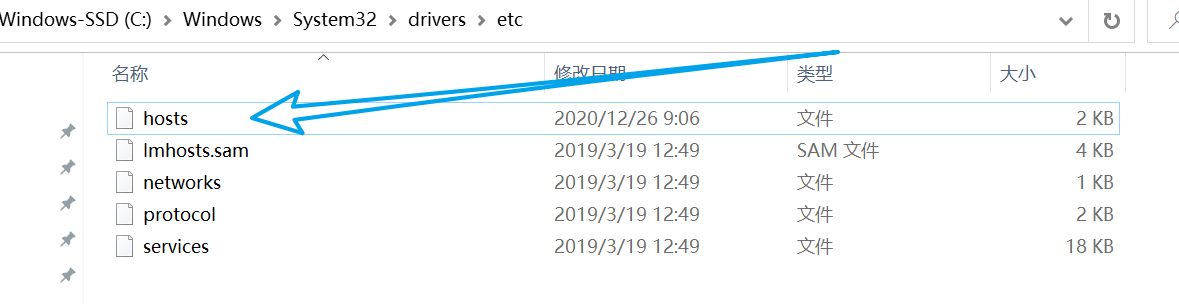 Windows-SSD (C:) > Windows > System32 > drivers > etc
名称 修改日期 类型 大小
hosts 2020/12/26 9:06 文件 2 KB
lmhosts.sam 2019/3/19 12:49 SAM 文件 4 KB
networks 2019/3/19 12:49 文件 1 KB
protocol 2019/3/19 12:49 文件 2 KB
services 2019/3/19 12:49 文件 18 KB